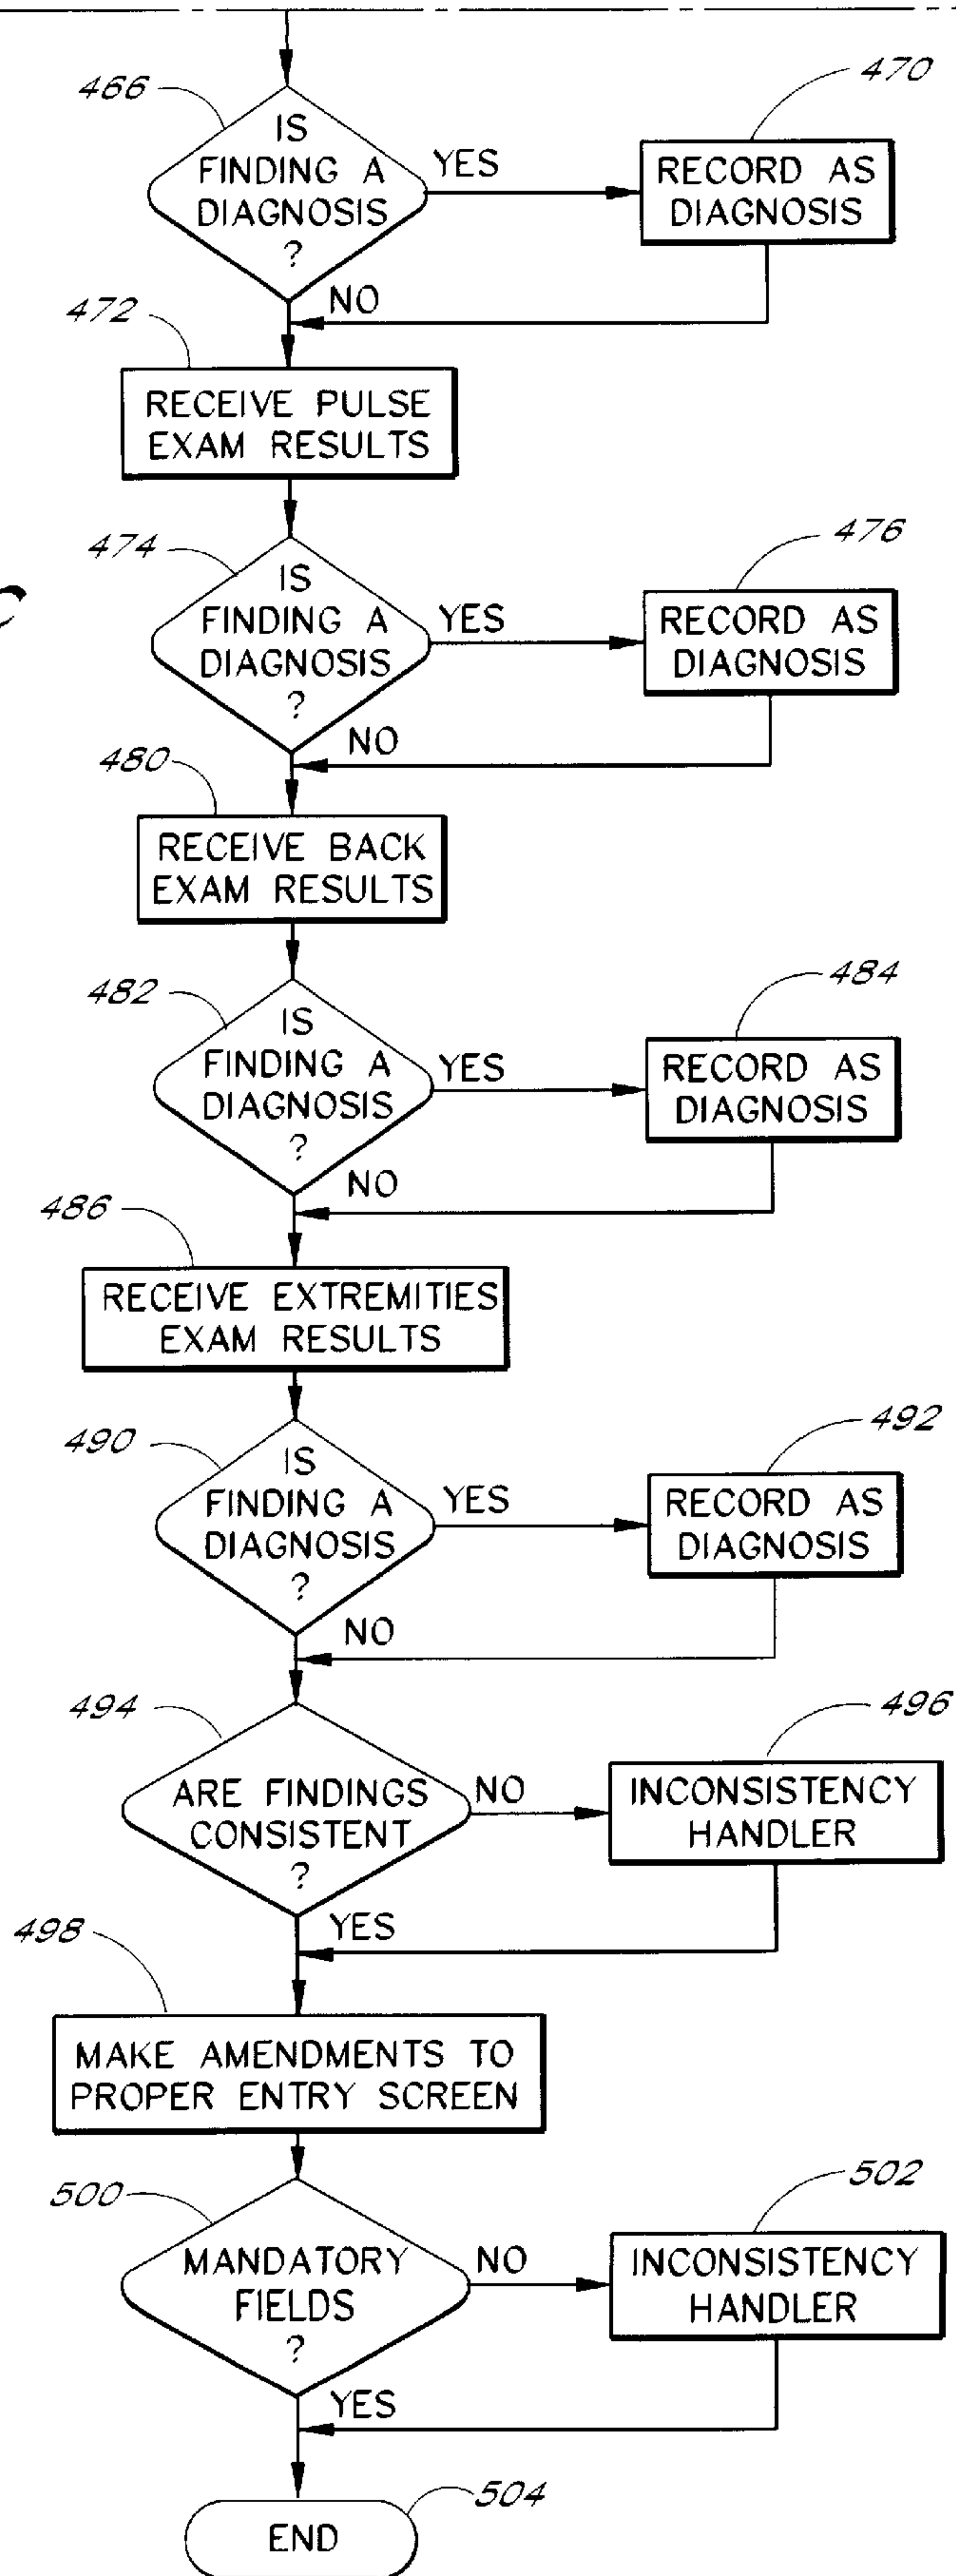 466
IS
FINDING A
DIAGNOSIS
?
YES
470
RECORD AS
DIAGNOSIS
NO
472
RECEIVE PULSE
EXAM RESULTS
474
IS
FINDING A
DIAGNOSIS
?
YES
476
RECORD AS
DIAGNOSIS
NO
480
RECEIVE BACK
EXAM RESULTS
482
IS
FINDING A
DIAGNOSIS
?
YES
484
RECORD AS
DIAGNOSIS
NO
486
RECEIVE EXTREMITIES
EXAM RESULTS
490
IS
FINDING A
DIAGNOSIS
?
YES
492
RECORD AS
DIAGNOSIS
NO
494
ARE FINDINGS
CONSISTENT
?
NO
496
INCONSISTENCY
HANDLER
YES
498
MAKE AMENDMENTS TO
PROPER ENTRY SCREEN
500
MANDATORY
FIELDS
?
NO
502
INCONSISTENCY
HANDLER
YES
504
END